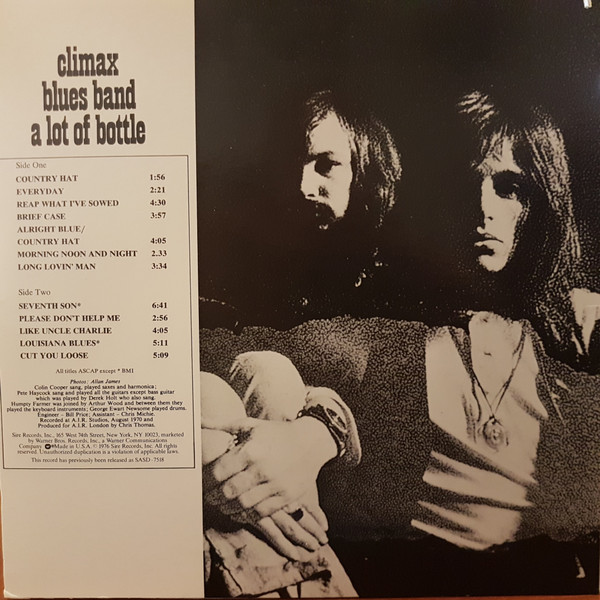 climax
blues band
a lot of bottle
Side One
COUNTRY HAT 1:56
EVERYDAY 2:21
REAP WHAT I'VE SOWED 4:30
BRIEF CASE 3:57
ALRIGHT BLUE/
COUNTRY HAT 4:05
MORNING NOON AND NIGHT 2.33
LONG LOVIN' MAN 3:34
Side Two
SEVENTH SON* 6:41
PLEASE DON'T HELP ME 2:56
LIKE UNCLE CHARLIE 4:05
LOUISIANA BLUES* 5:11
CUT YOU LOOSE 5:09
All titles ASCAP except * BMI
Photos: Allan James
Colin Cooper sang, played saxes and harmonica;
Pete Haycock sang and played all the guitars except bass guitar
which was played by Derek Holt who also sang.
Humpty Farmer was joined by Arthur Wood and between them they
played the keyboard instruments; George Ewart Newsome played drums.
Engineer - Bill Price; Assistant - Chris Michie.
Recorded at A.I.R. Studios, August 1970 and
Produced for A.I.R. London by Chris Thomas.
Sire Records, Inc., 165 West 74th Street, New York, NY 10023, marketed
by Warner Bros. Records, Inc., a Warner Communications
Company. Made in U.S.A. © 1976 Sire Records, Inc. All rights
reserved. Unauthorized duplication is a violation of applicable laws.
This record has previously been released as SASD-7518